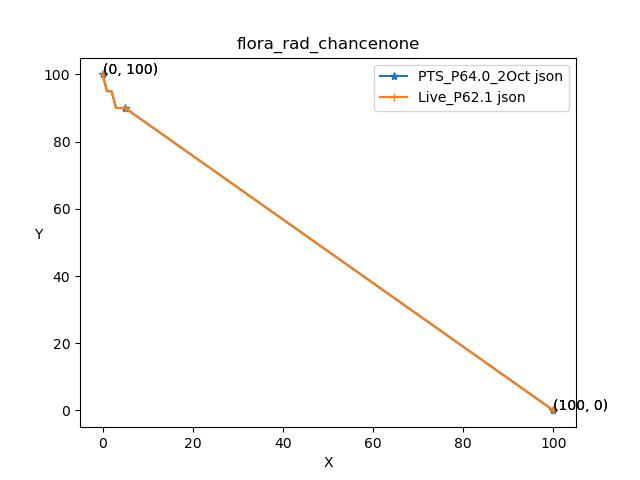 flora_rad_chancenone
(0, 100)
PTS_P64.0_2Oct json
Live_P62.1 json
100
80
60
Y
40
20
0
(100, 0)
0 20 40 60 80 100
X